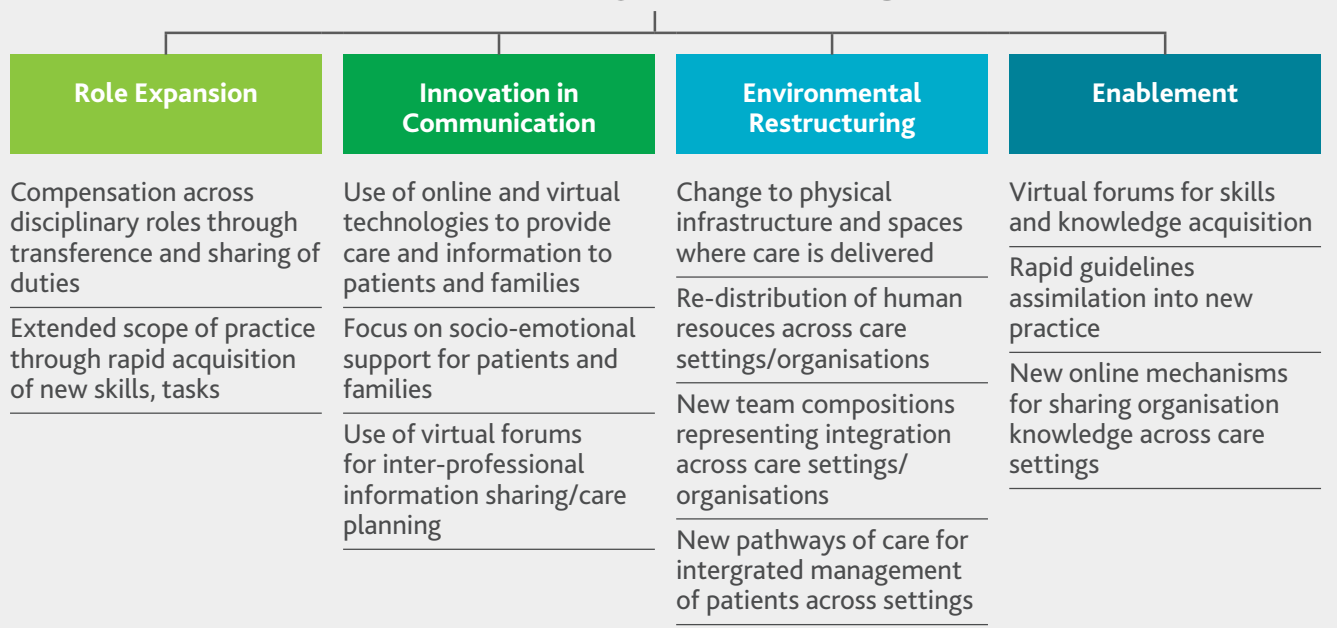 Role Expansion
Compensation across
disciplinary roles through
transference and sharing of
duties
Extended scope of practice
through rapid acquisition
of new skills, tasks
Innovation in
Communication
Use of online and virtual
technologies to provide
care and information to
patients and families
Focus on socio-emotional
support for patients and
families
Use of virtual forums
for inter-professional
information sharing/care
planning
Environmental
Restructuring
Change to physical
infrastructure and spaces
where care is delivered
Re-distribution of human
resouces across care
settings/organisations
New team compositions
representing integration
across care settings/
organisations
New pathways of care for
intergrated management
of patients across settings
Enablement
Virtual forums for skills
and knowledge acquisition
Rapid guidelines
assimilation into new
practice
New online mechanisms
for sharing organisation
knowledge across care
settings